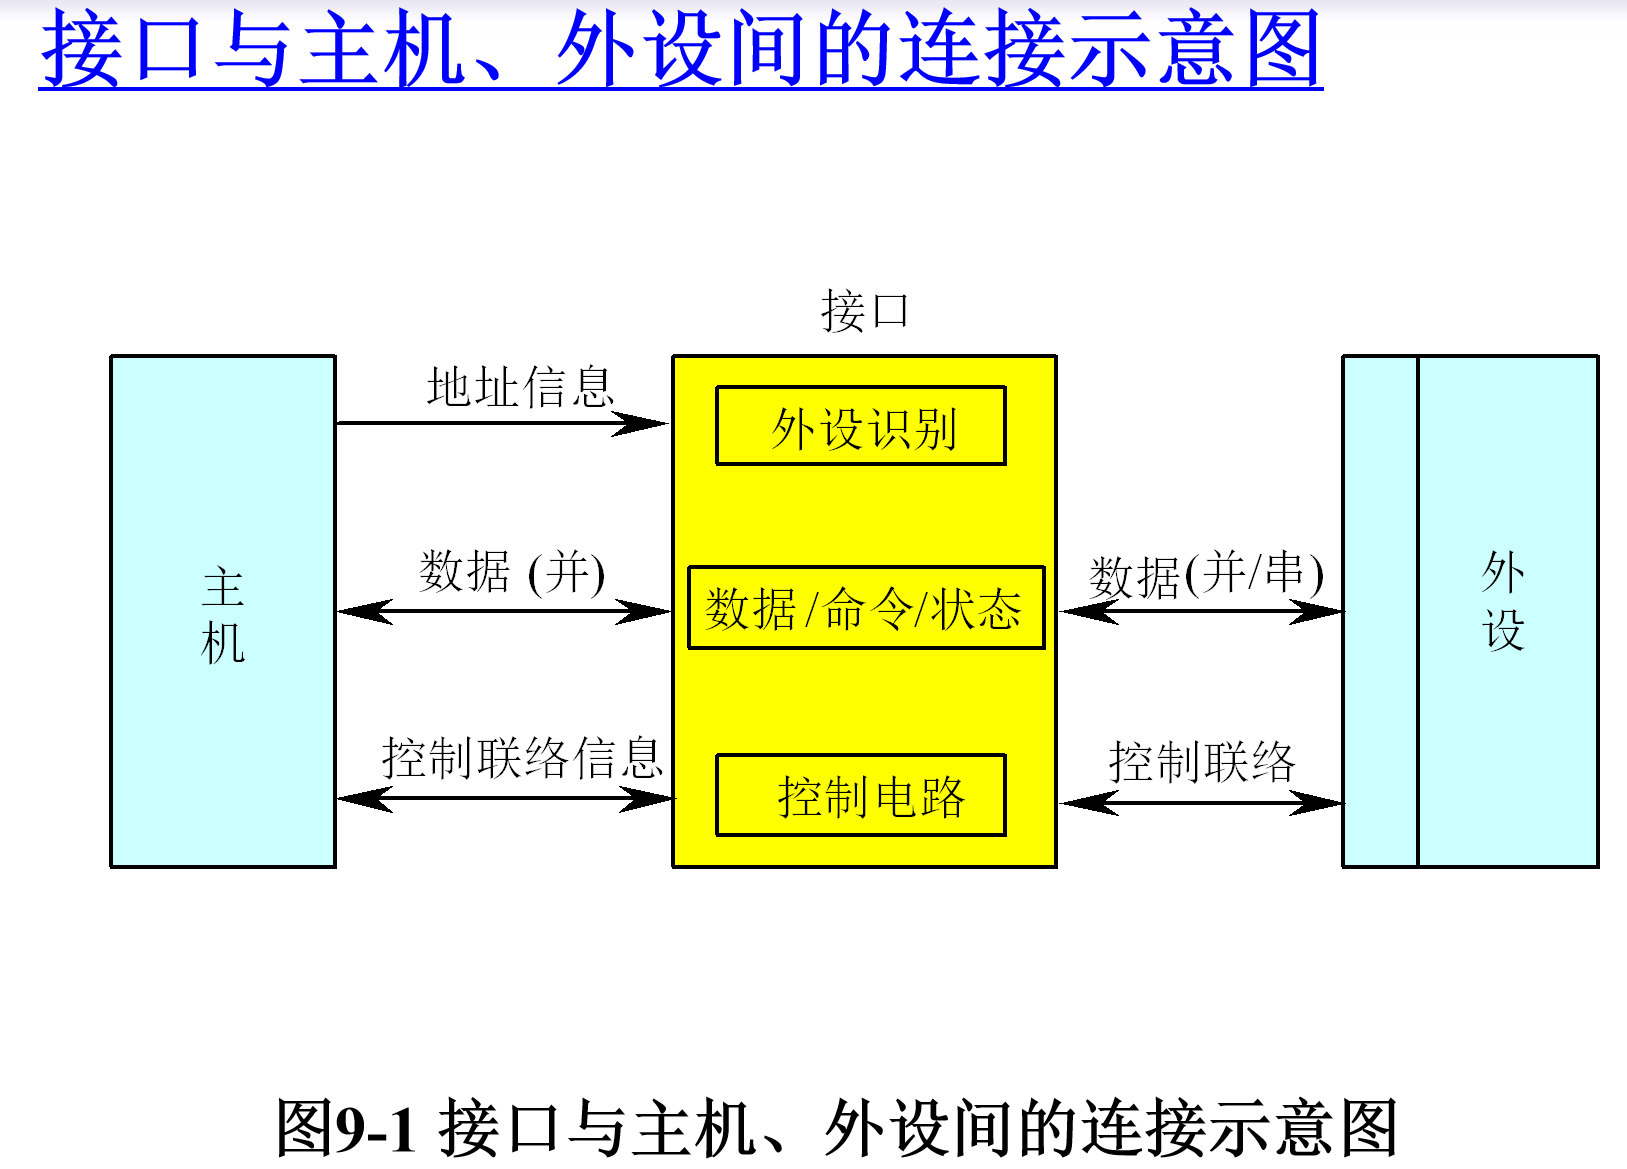 接口与主机、外设间的连接示意图
接口
地址信息
外设识别
主
机
数据 (并)
数据/命令/状态
数据(并/串)
外
设
控制联络信息
控制电路
控制联络
图9-1 接口与主机、外设间的连接示意图